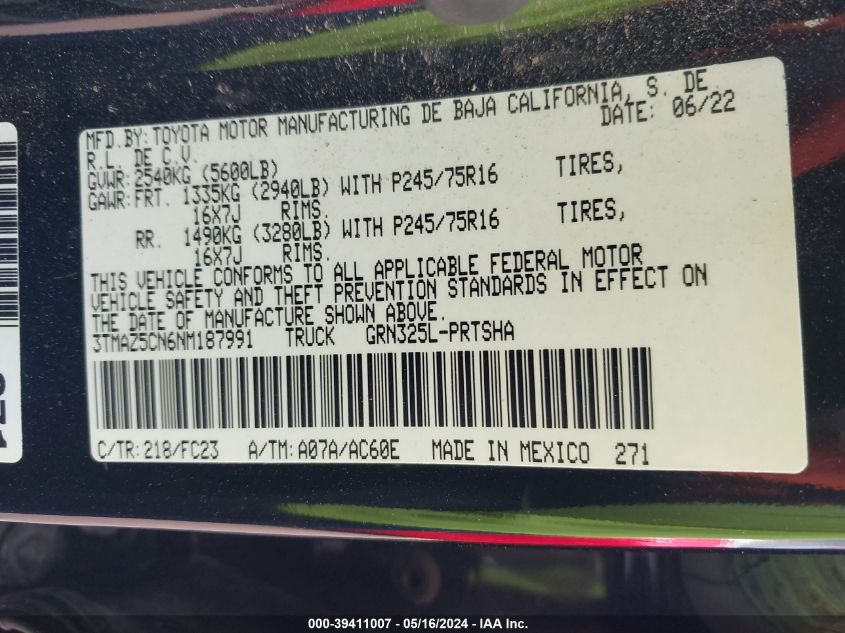 MFD.BY: TOYOTA MOTOR MANUFACTURING DE BAJA CALIFORNIA, S. DE
R.L. DE C.V. DATE: 06/22
GVWR: 2540KG (5600LB)
GAWR: FRT. 1335KG (2940LB) WITH P245/75R16 TIRES,
16X7J RIMS.
RR. 1490KG (3280LB) WITH P245/75R16 TIRES,
16X7J RIMS.
THIS VEHICLE CONFORMS TO ALL APPLICABLE FEDERAL MOTOR
VEHICLE SAFETY AND THEFT PREVENTION STANDARDS IN EFFECT ON
THE DATE OF MANUFACTURE SHOWN ABOVE.
3TMAZ5CN6NM187991 TRUCK GRN325L-PRTSHA
C/TR: 218/FC23 A/TM: A07A/AC60E MADE IN MEXICO 271
000-39411007 - 05/16/2024 - IAA Inc.